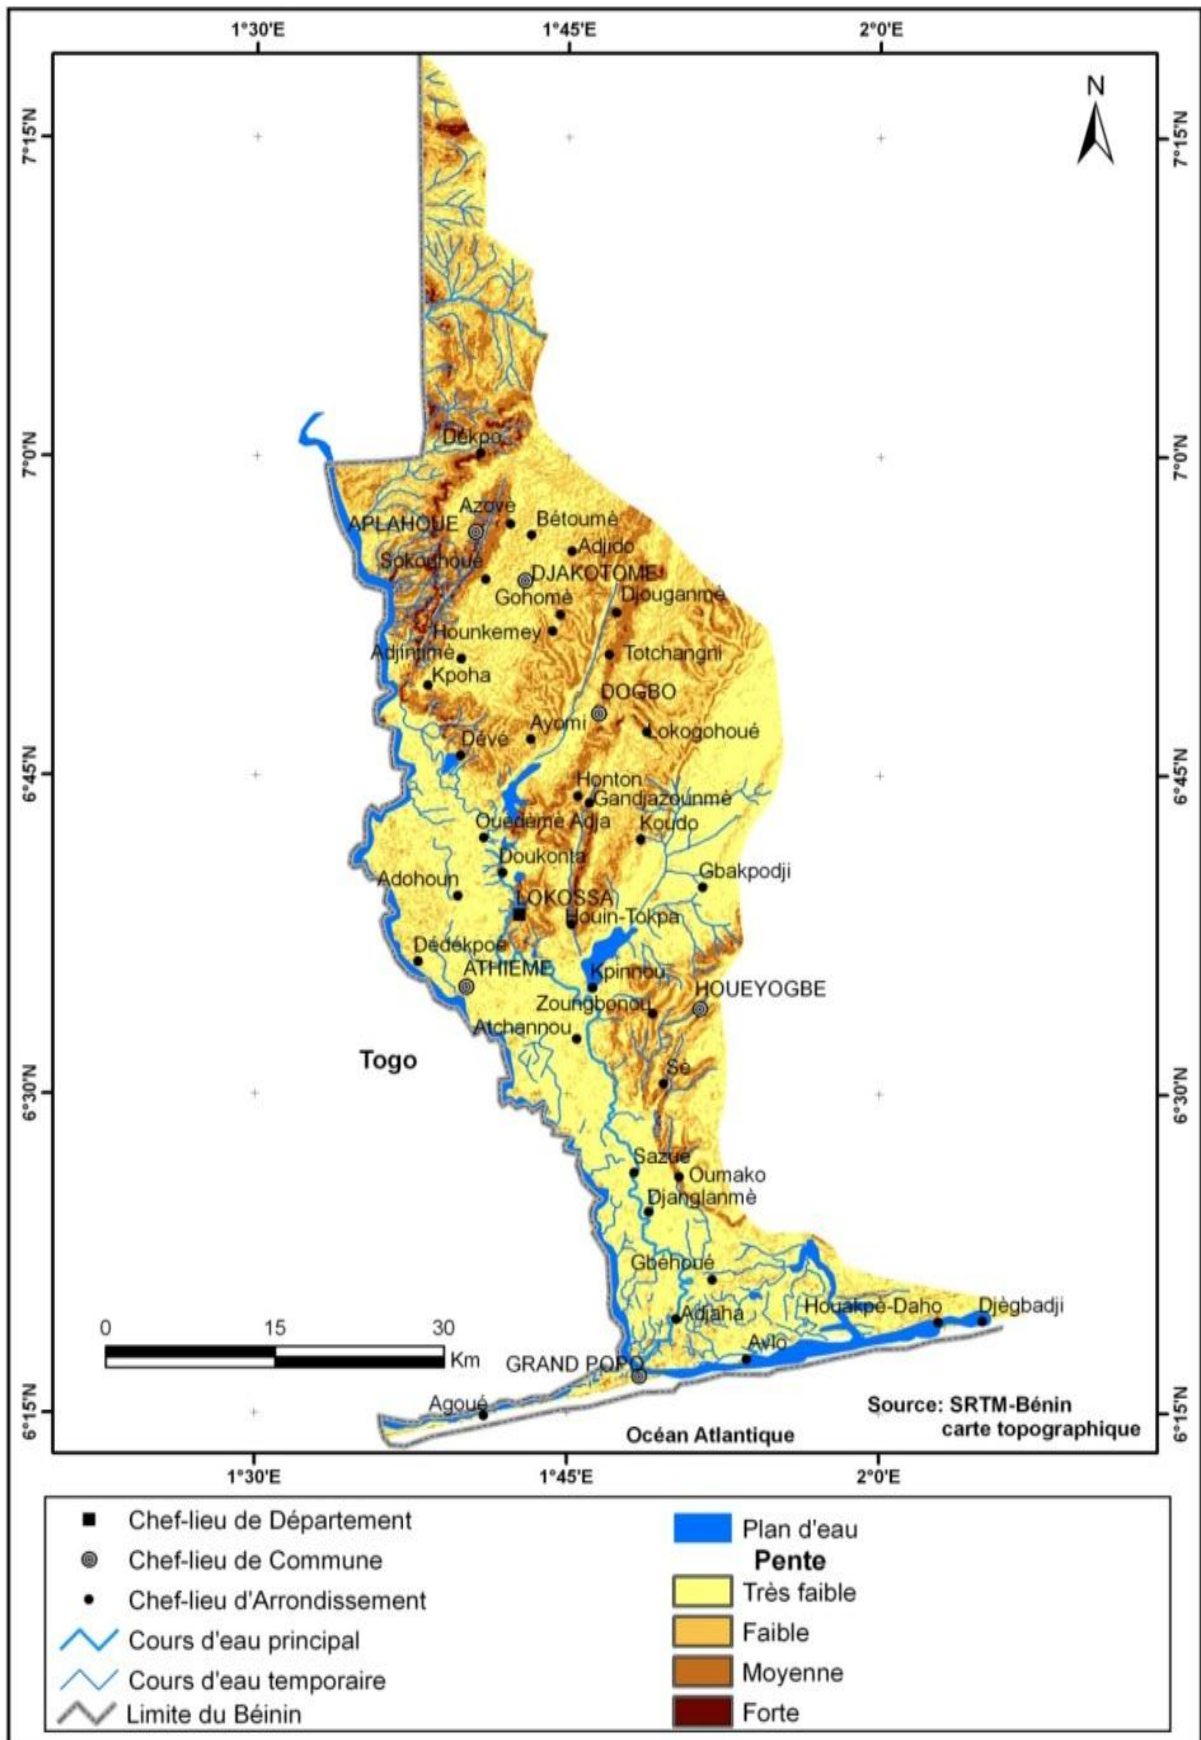 1°30'E
1°45'E
2°0'E
N
7°15'N
7°15'N
7°0'N
7°0'N
Dékpo
Azovè
APLAHOUE
Bétoumè
Adjido
Sokouhoué
DJAKOTOME
Gohomè
Djouganmè
Hounkemey
Adjintimè
Totchangni
Kpoha
DOGBO
Ayomi
Lokogohoué
Dévé
6°45'N
6°45'N
Honton
Gandjazounmè
Ouèdèmè Adja
Koudo
Doukonta
Gbakpodji
Adohoun
LOKOSSA
Houin-Tokpa
Dédékpoé
ATHIEME
Kpinnou
HOUEYOGBE
Zoungbonou
Atchannou
Togo
Sè
6°30'N
6°30'N
Sazué
Oumako
Djanglanmè
Gbéhoué
Adjaha
Houakpè-Daho
Djègbadji
0
15
30
Km
Avlo
GRAND POPO
Agoué
6°15'N
6°15'N
Océan Atlantique
Source: SRTM-Bénin
carte topographique
1°30'E
1°45'E
2°0'E
Chef-lieu de Département
Chef-lieu de Commune
Chef-lieu d'Arrondissement
Cours d'eau principal
Cours d'eau temporaire
Limite du Béinin
Plan d'eau
Pente
Très faible
Faible
Moyenne
Forte